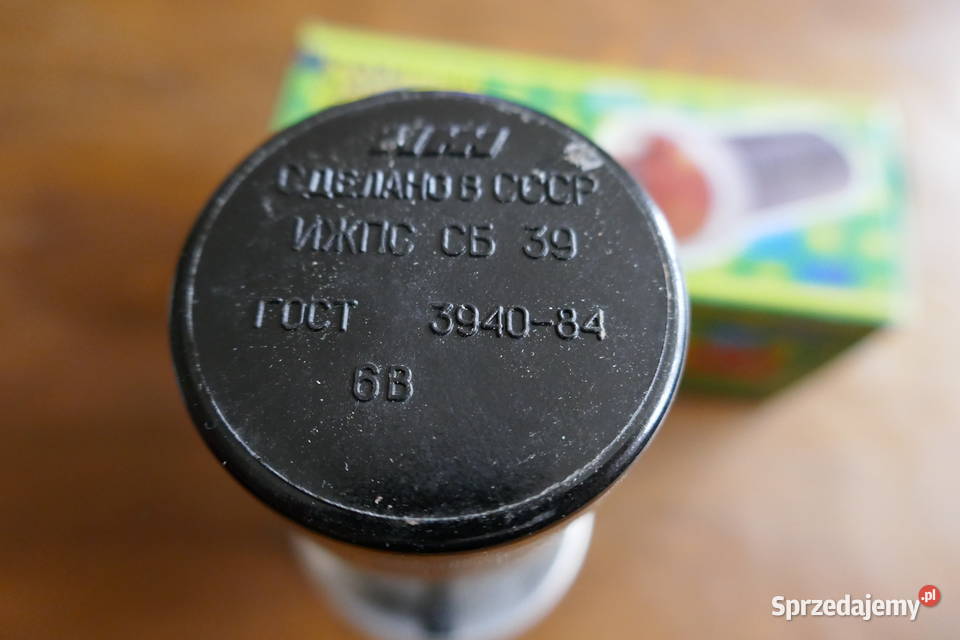 СДЕЛАНО В СССР
ИЖПС СБ 39
ГОСТ 3940-84
6В
Sprzedajemy.pl